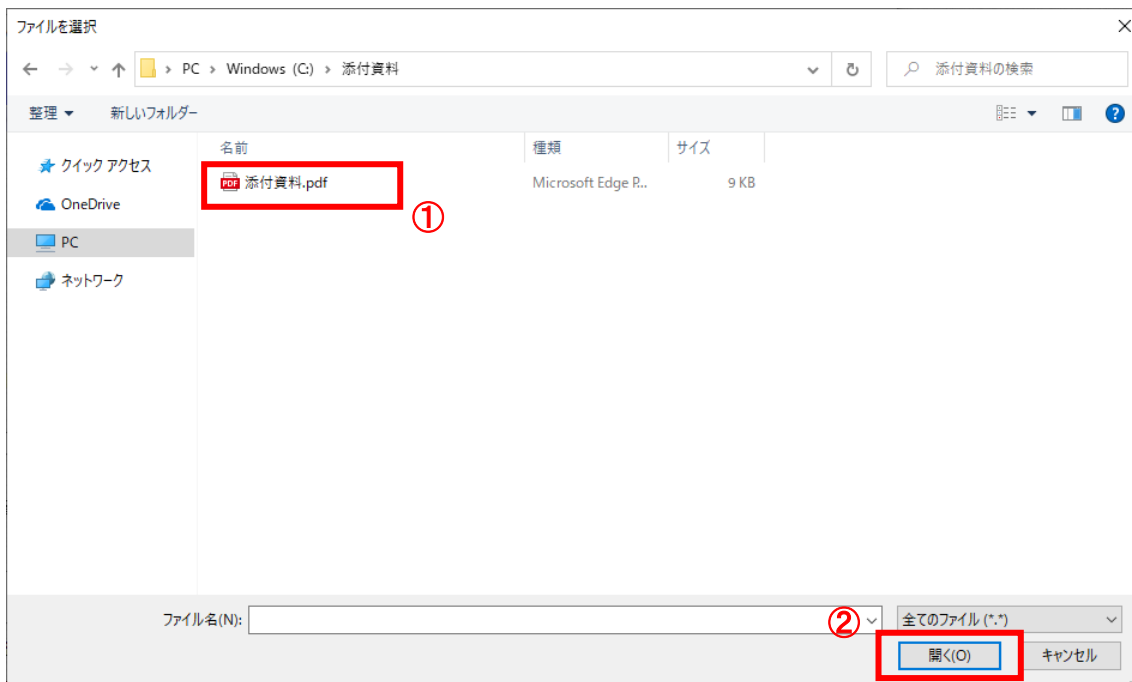 ファイルを選択
PC › Windows (C:) › 添付資料
添付資料の検索
整理
新しいフォルダー
名前
種類
サイズ
クイック アクセス
OneDrive
PC
ネットワーク
PDF
添付資料.pdf
Microsoft Edge P...
9 KB
①
ファイル名(N):
②
全てのファイル (*.*)
開く(O)
キャンセル